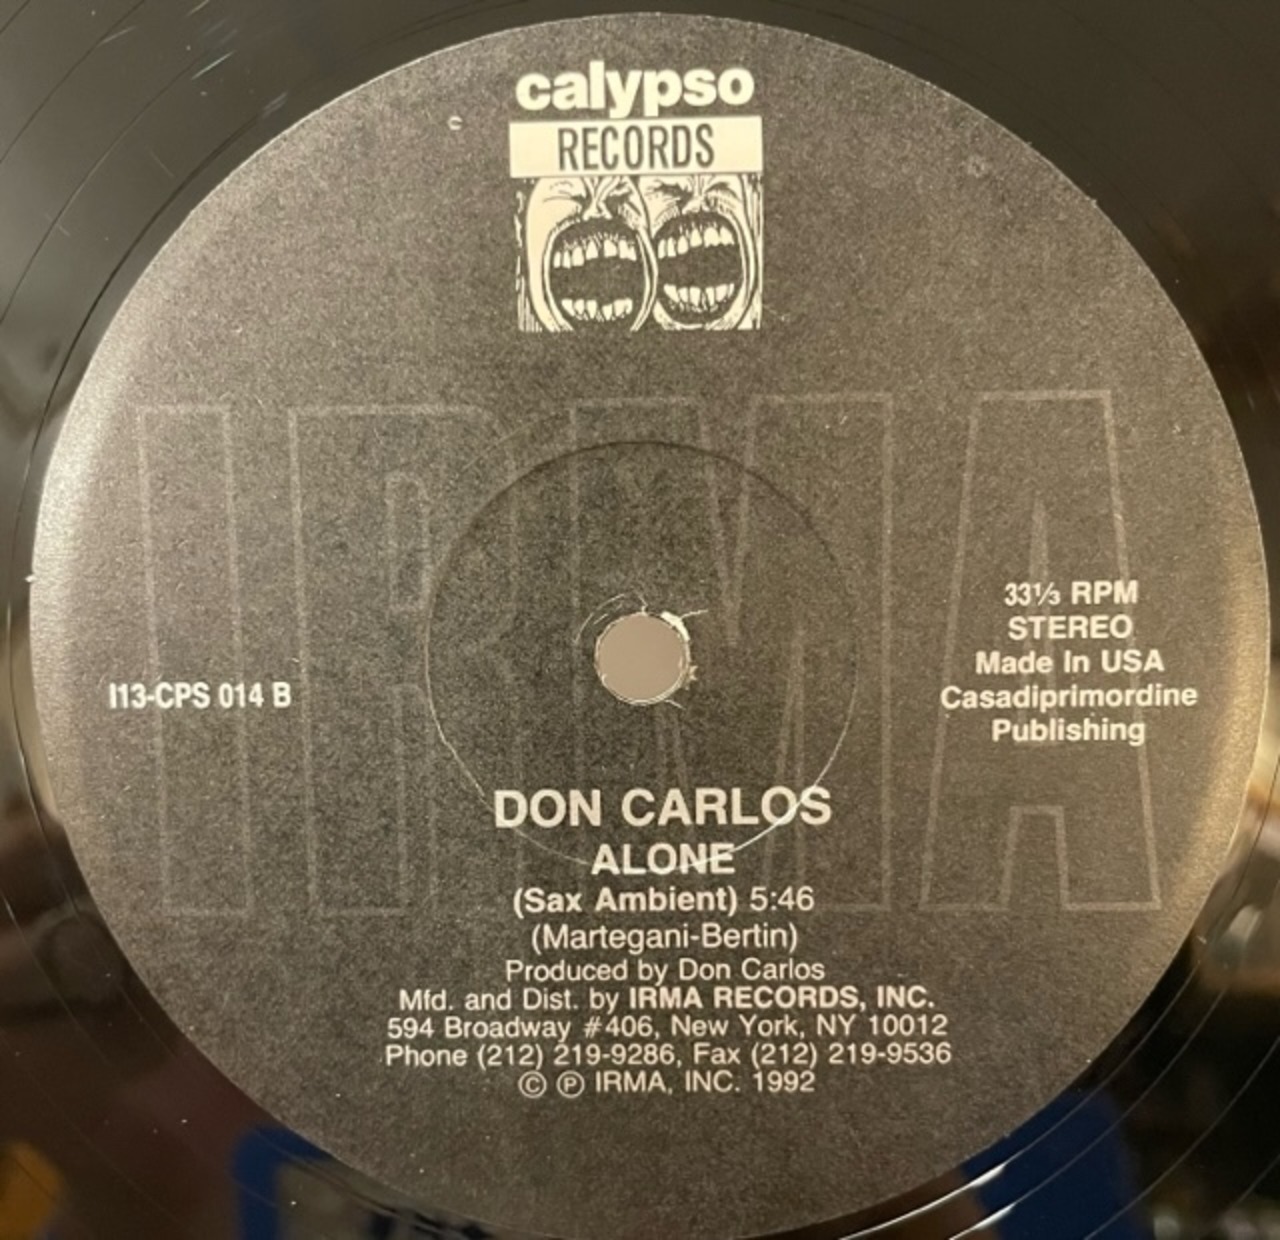 calypso
RECORDS
IRMA
33⅓ RPM
STEREO
Made In USA
Casadiprimordine
Publishing
I13-CPS 014 B
DON CARLOS
ALONE
(Sax Ambient) 5:46
(Martegani-Bertin)
Produced by Don Carlos
Mfd. and Dist. by IRMA RECORDS, INC.
594 Broadway #406, New York, NY 10012
Phone (212) 219-9286, Fax (212) 219-9536
© ℗ IRMA, INC. 1992